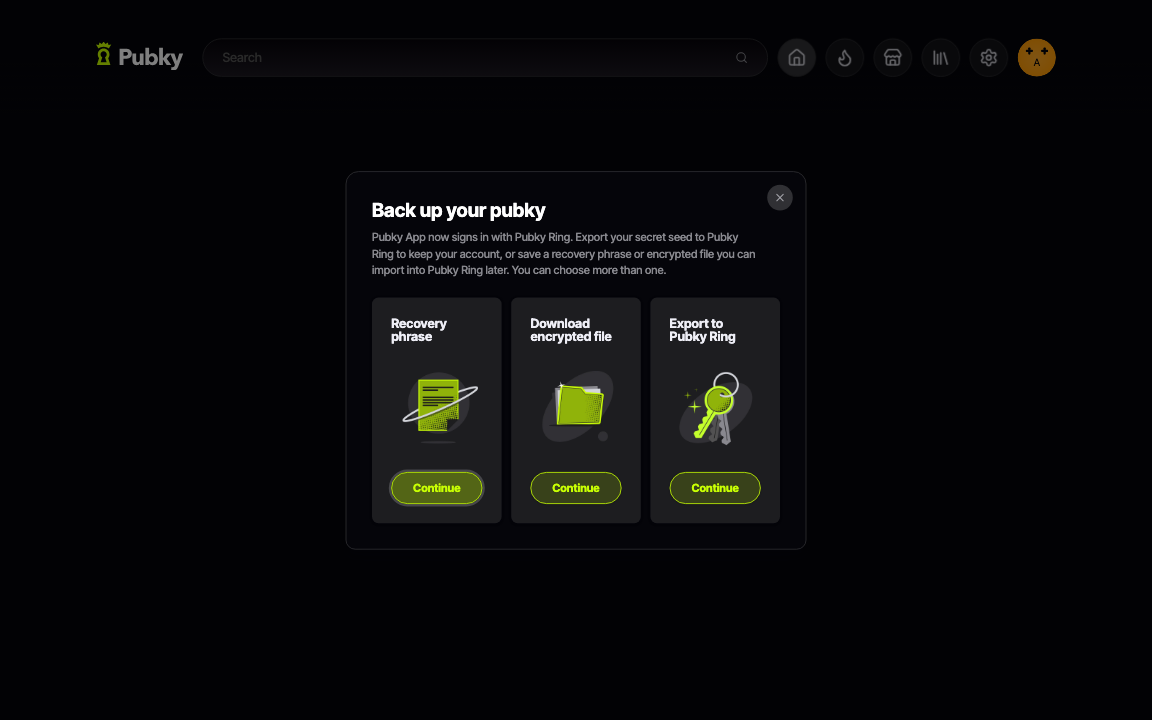 Pubky
Search
A
Back up your pubky
Pubky App now signs in with Pubky Ring. Export your secret seed to Pubky
Ring to keep your account, or save a recovery phrase or encrypted file you can
import into Pubky Ring later. You can choose more than one.
Recovery
phrase
Download
encrypted file
Export to
Pubky Ring
Continue
Continue
Continue